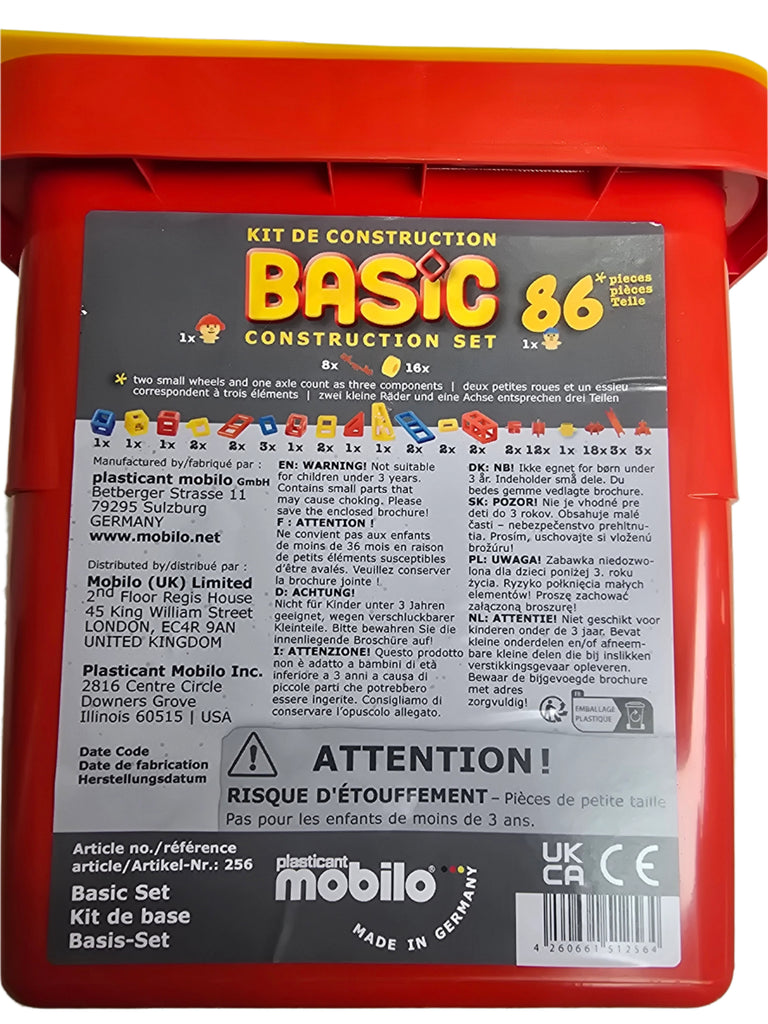 KIT DE CONSTRUCTION
BASIC
CONSTRUCTION SET
86* pieces
pièces
Teile
1x
1x
8x
16x
* two small wheels and one axle count as three components | deux petites roues et un essieu
correspondent à trois éléments | zwei kleine Räder und eine Achse entsprechen drei Teilen
1x 1x 1x 2x 2x 3x 1x 2x 1x 1x 2x 2x 2x 2x 12x 1x 18x 3x 3x
Manufactured by/fabriqué par :
plasticant mobilo GmbH
Betberger Strasse 11
79295 Sulzburg
GERMANY
www.mobilo.net
Distributed by/distribué par :
Mobilo (UK) Limited
2nd Floor Regis House
45 King William Street
LONDON, EC4R 9AN
UNITED KINGDOM
Plasticant Mobilo Inc.
2816 Centre Circle
Downers Grove
Illinois 60515 | USA
Date Code
Date de fabrication
Herstellungsdatum
EN: WARNING! Not suitable
for children under 3 years.
Contains small parts that
may cause choking. Please
save the enclosed brochure!
F : ATTENTION !
Ne convient pas aux enfants
de moins de 36 mois en raison
de petits éléments susceptibles
d'être avalés. Veuillez conserver
la brochure jointe !
D: ACHTUNG!
Nicht für Kinder unter 3 Jahren
geeignet, wegen verschluckbarer
Kleinteile. Bitte bewahren Sie die
innenliegende Broschüre auf!
I: ATTENZIONE! Questo prodotto
non è adatto a bambini di età
inferiore a 3 anni a causa di
piccole parti che potrebbero
essere ingerite. Consigliamo di
conservare l'opuscolo allegato.
DK: NB! Ikke egnet for børn under
3 år. Indeholder små dele. Du
bedes gemme vedlagte brochure.
SK: POZOR! Nie je vhodné pre
deti do 3 rokov. Obsahuje malé
časti – nebezpečenstvo prehltnu-
tia. Prosím, uschovajte si vloženú
brožúru!
PL: UWAGA! Zabawka niedozwo-
lona dla dzieci poniżej 3. roku
życia. Ryzyko połknięcia małych
elementów! Proszę zachować
załączoną broszurę!
NL: ATTENTIE! Niet geschikt voor
kinderen onder de 3 jaar. Bevat
kleine onderdelen en/of afneem-
bare kleine delen die bij inslikken
verstikkingsgevaar opleveren.
Bewaar de bijgevoegde brochure
met adres
zorgvuldig!
FR
EMBALLAGE
PLASTIQUE
ATTENTION !
RISQUE D'ÉTOUFFEMENT – Pièces de petite taille
Pas pour les enfants de moins de 3 ans.
Article no./référence
article/Artikel-Nr.: 256
Basic Set
Kit de base
Basis-Set
plasticant
mobilo®
MADE IN GERMANY
UK
CA CE
4 260661 512564